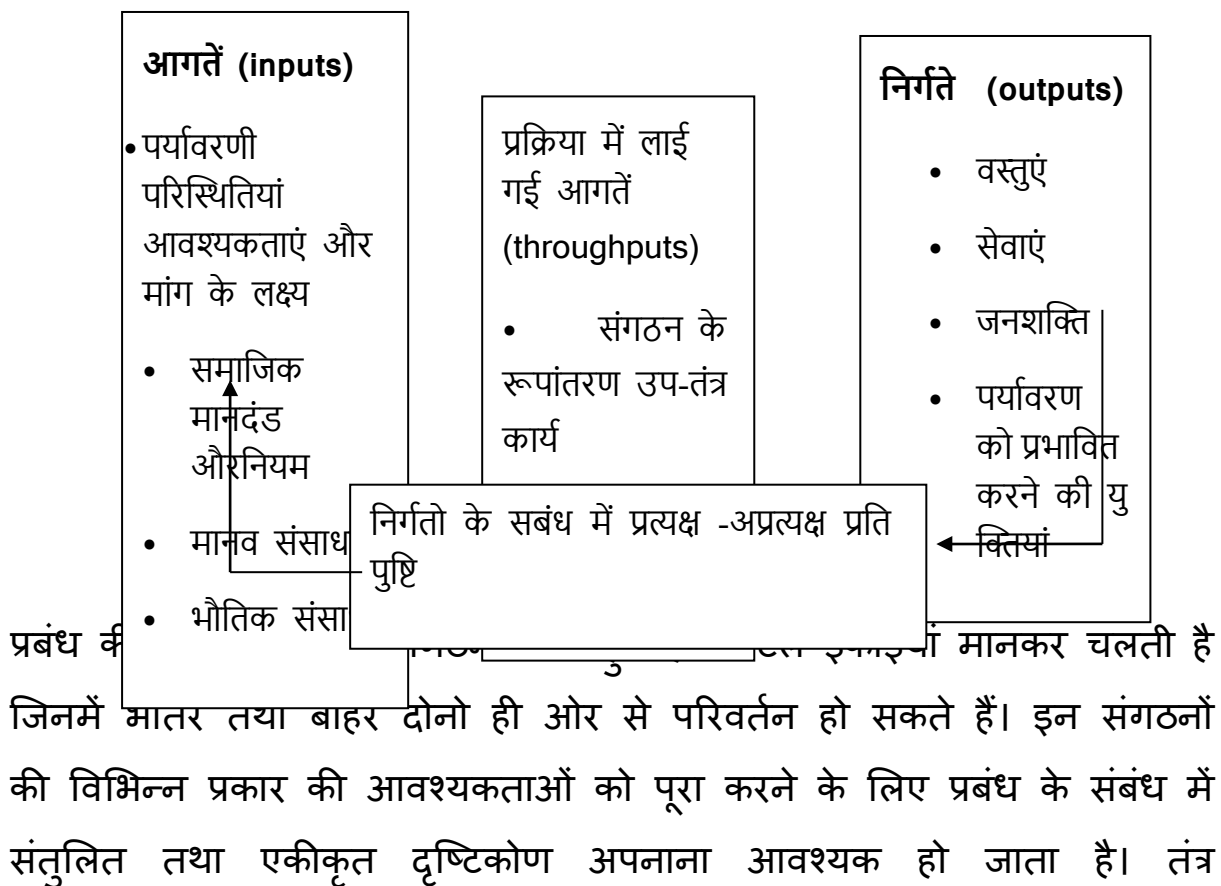 आगतें (inputs)
• पर्यावरणी
परिस्थितियां
आवश्यकताएं और
मांग के लक्ष्य
• समाजिक
मानदंड
औरनियम
• मानव संसाध
• भौतिक संसा
प्रक्रिया में लाई
गई आगतें
(throughputs)
• संगठन के
रूपांतरण उप-तंत्र
कार्य
निर्गते (outputs)
• वस्तुएं
• सेवाएं
• जनशक्ति
• पर्यावरण
को प्रभावित
करने की यु
क्तियां
निर्गतो के सबंध में प्रत्यक्ष -अप्रत्यक्ष प्रति
पुष्टि
प्रबंध मानकर चलती है
जिनमें भीतर तथा बाहर दोनो ही ओर से परिवर्तन हो सकते हैं। इन संगठनों
की विभिन्न प्रकार की आवश्यकताओं को पूरा करने के लिए प्रबंध के संबंध में
संतुलित तथा एकीकृत दृष्टिकोण अपनाना आवश्यक हो जाता है। तंत्र